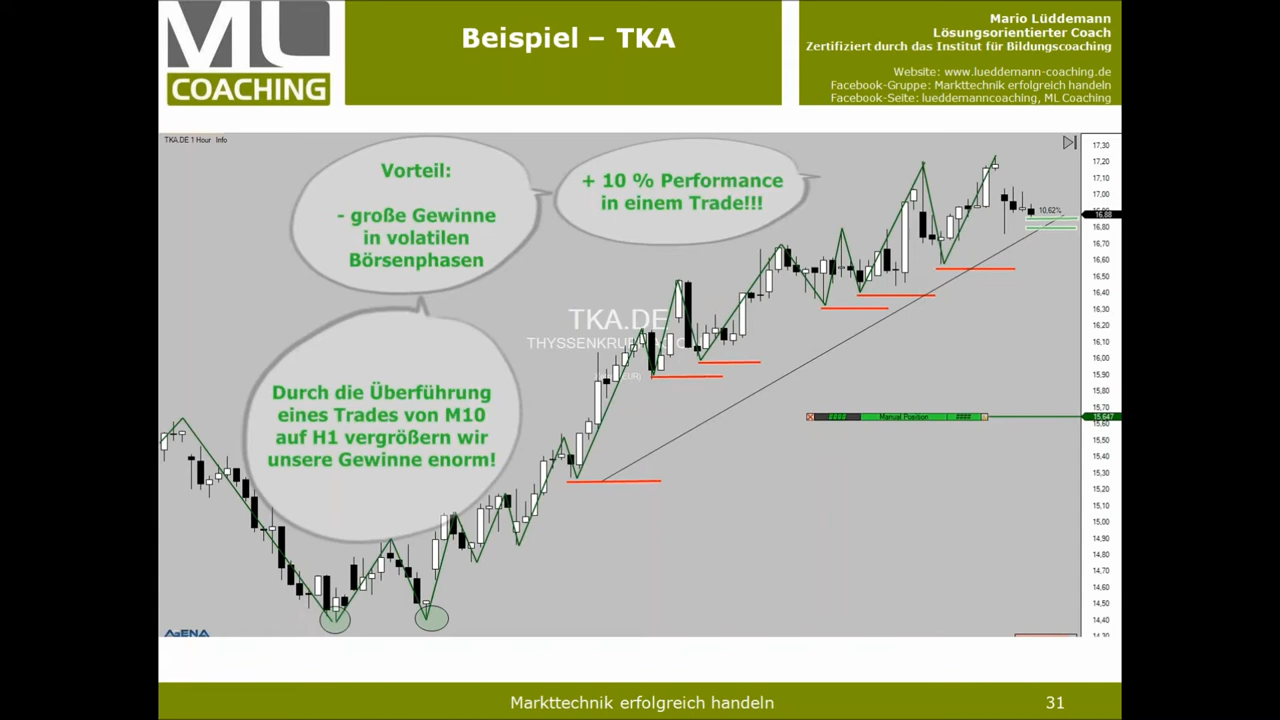 ML
COACHING
Beispiel – TKA
Mario Lüddemann
Lösungsorientierter Coach
Zertifiziert durch das Institut für Bildungscoaching
Website: www.lueddemann-coaching.de
Facebook-Gruppe: Markttechnik erfolgreich handeln
Facebook-Seite: lueddemanncoaching, ML Coaching
TKA.DE 1 Hour Info
Vorteil:
- große Gewinne
in volatilen
Börsenphasen
+ 10 % Performance
in einem Trade!!!
Durch die Überführung
eines Trades von M10
auf H1 vergrößern wir
unsere Gewinne enorm!
TKA.DE
THYSSENKRUP
EUR)
10.62%
#### Manual Position ####
17,30
17,20
17,10
17,00
16.88
16,80
16,70
16,60
16,50
16,40
16,30
16,20
16,10
16,00
15,90
15,80
15,70
15,647
15,60
15,50
15,40
15,30
15,20
15,10
15,00
14,90
14,80
14,70
14,60
14,50
14,40
14,30
Markttechnik erfolgreich handeln
31